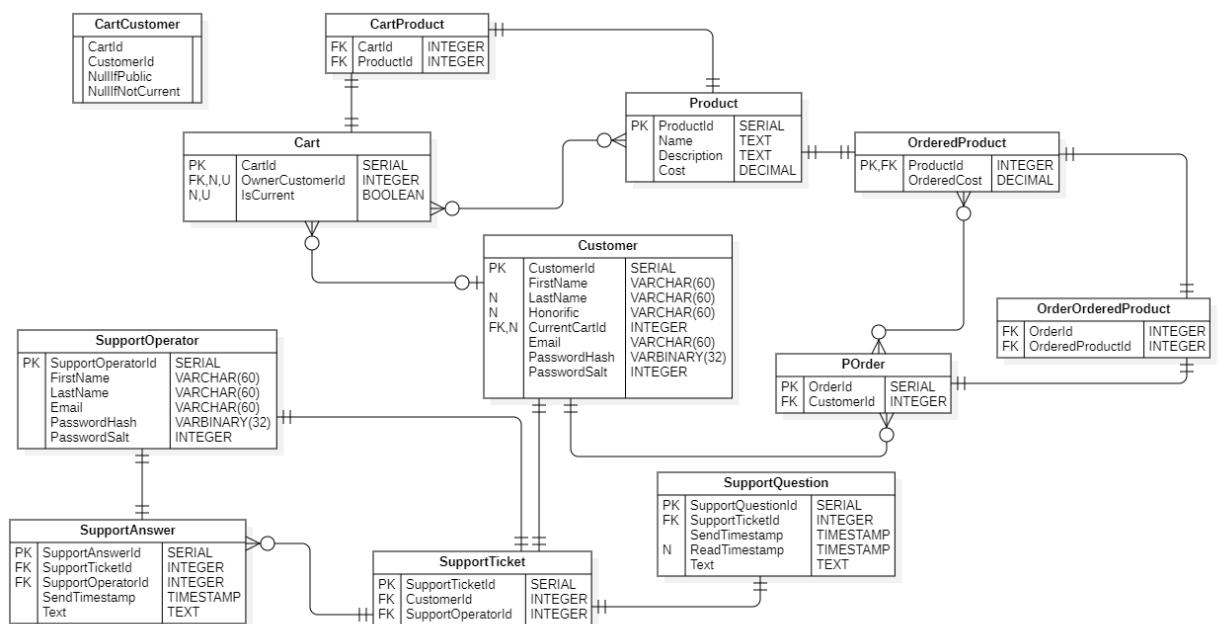 CartCustomer
CartId
CustomerId
NullIfPublic
NullIfNotCurrent
CartProduct
FK CartId INTEGER
FK ProductId INTEGER
Product
PK ProductId SERIAL
Name TEXT
Description TEXT
Cost DECIMAL
Cart
PK CartId SERIAL
FK,N,U OwnerCustomerId INTEGER
N,U IsCurrent BOOLEAN
OrderedProduct
PK,FK ProductId INTEGER
OrderedCost DECIMAL
Customer
PK CustomerId SERIAL
FirstName VARCHAR(60)
N LastName VARCHAR(60)
N Honorific VARCHAR(60)
FK,N CurrentCartId INTEGER
Email VARCHAR(60)
PasswordHash VARBINARY(32)
PasswordSalt INTEGER
OrderOrderedProduct
FK OrderId INTEGER
FK OrderedProductId INTEGER
SupportOperator
PK SupportOperatorId SERIAL
FirstName VARCHAR(60)
LastName VARCHAR(60)
Email VARCHAR(60)
PasswordHash VARBINARY(32)
PasswordSalt INTEGER
POrder
PK OrderId SERIAL
FK CustomerId INTEGER
SupportQuestion
PK SupportQuestionId SERIAL
FK SupportTicketId INTEGER
SendTimestamp TIMESTAMP
N ReadTimestamp TIMESTAMP
Text TEXT
SupportAnswer
PK SupportAnswerId SERIAL
FK SupportTicketId INTEGER
FK SupportOperatorId INTEGER
SendTimestamp TIMESTAMP
Text TEXT
SupportTicket
PK SupportTicketId SERIAL
FK CustomerId INTEGER
FK SupportOperatorId INTEGER